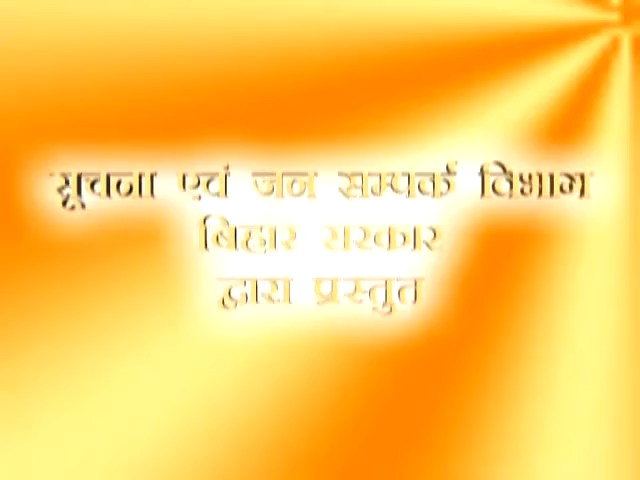 सूचना एवं जन सम्पर्क विभाग
बिहार सरकार
द्वारा प्रस्तुत